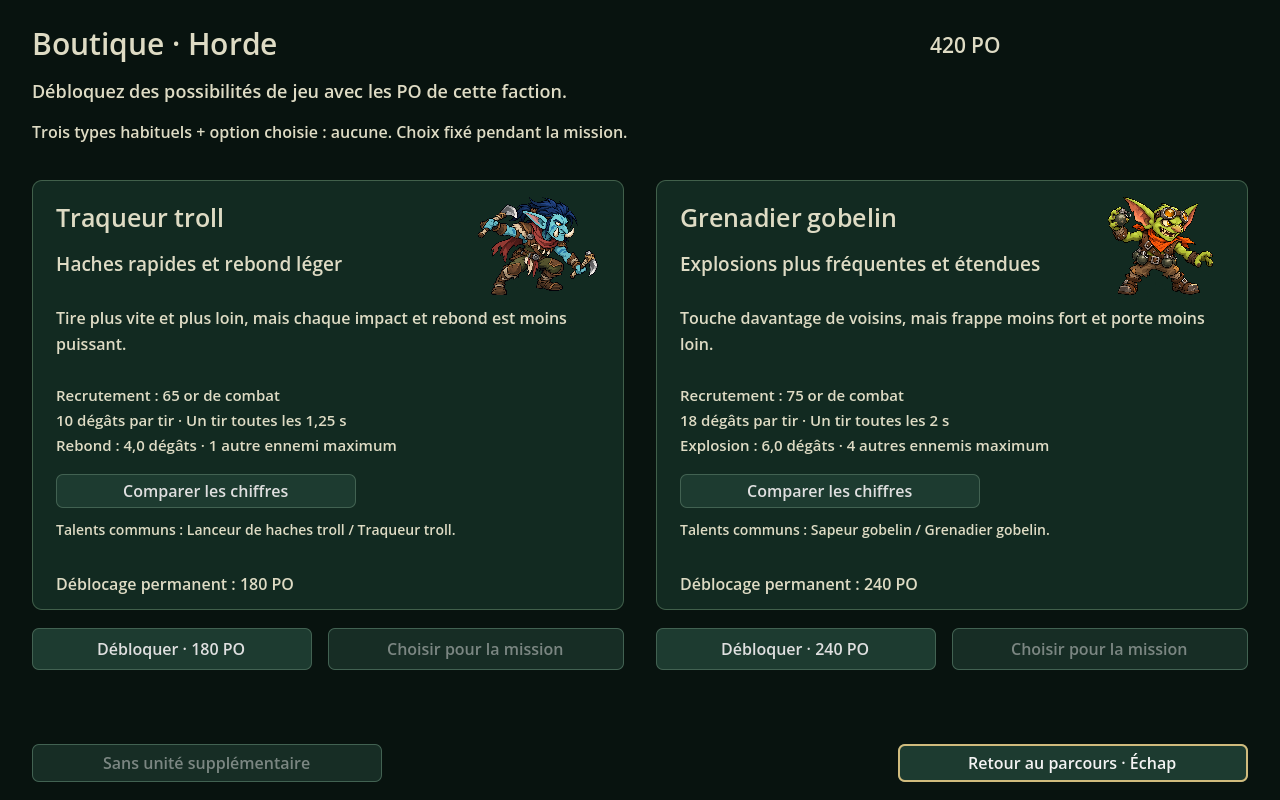 Boutique · Horde
420 PO
Débloquez des possibilités de jeu avec les PO de cette faction.
Trois types habituels + option choisie : aucune. Choix fixé pendant la mission.
Traqueur troll
Haches rapides et rebond léger
Tire plus vite et plus loin, mais chaque impact et rebond est moins
puissant.
Recrutement : 65 or de combat
10 dégâts par tir · Un tir toutes les 1,25 s
Rebond : 4,0 dégâts · 1 autre ennemi maximum
Comparer les chiffres
Talents communs : Lanceur de haches troll / Traqueur troll.
Déblocage permanent : 180 PO
Débloquer · 180 PO
Choisir pour la mission
Grenadier gobelin
Explosions plus fréquentes et étendues
Touche davantage de voisins, mais frappe moins fort et porte moins
loin.
Recrutement : 75 or de combat
18 dégâts par tir · Un tir toutes les 2 s
Explosion : 6,0 dégâts · 4 autres ennemis maximum
Comparer les chiffres
Talents communs : Sapeur gobelin / Grenadier gobelin.
Déblocage permanent : 240 PO
Débloquer · 240 PO
Choisir pour la mission
Sans unité supplémentaire
Retour au parcours · Échap